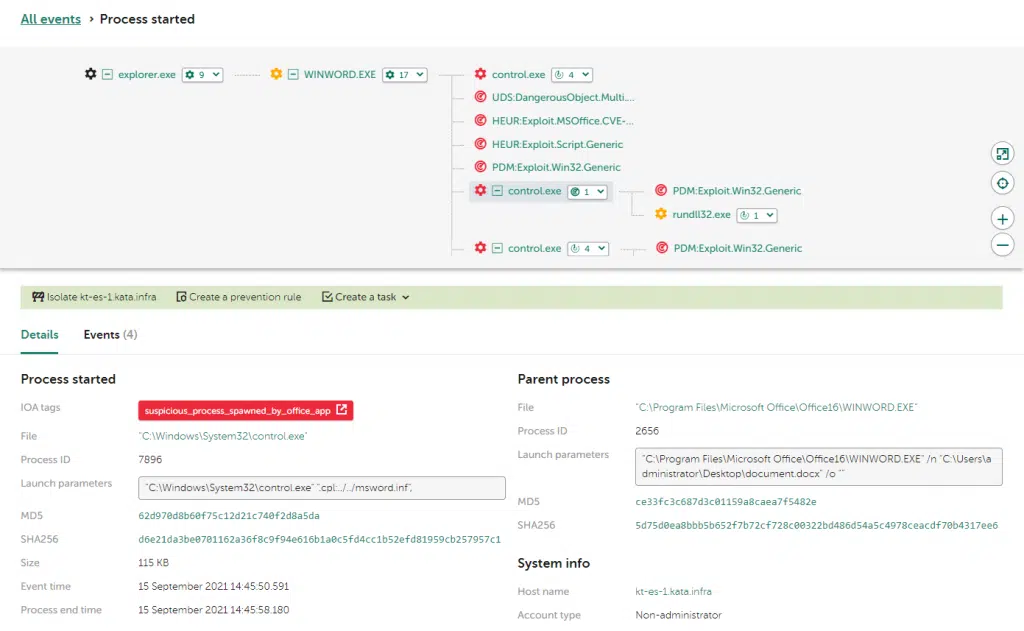 All events › Process started
explorer.exe 9 WINWORD.EXE 17 control.exe 4
UDS:DangerousObject.Multi....
HEUR:Exploit.MSOffice.CVE-...
HEUR:Exploit.Script.Generic
PDM:Exploit.Win32.Generic
control.exe 1 PDM:Exploit.Win32.Generic
rundll32.exe 1
control.exe 4 PDM:Exploit.Win32.Generic
Isolate kt-es-1.kata.infra Create a prevention rule Create a task
Details Events (4)
Process started
IOA tags suspicious_process_spawned_by_office_app
File "C:\Windows\System32\control.exe"
Process ID 7896
Launch parameters "C:\Windows\System32\control.exe" ".cpl:../../msword.inf",
MD5 62d970d8b60f75c12d21c740f2d8a5da
SHA256 d6e21da3be0701162a36f8c9f94e616b1a0c5fd4cc1b52efd81959cb257957c1
Size 115 KB
Event time 15 September 2021 14:45:50.591
Process end time 15 September 2021 14:45:58.180
Parent process
File "C:\Program Files\Microsoft Office\Office16\WINWORD.EXE"
Process ID 2656
Launch parameters "C:\Program Files\Microsoft Office\Office16\WINWORD.EXE" /n "C:\Users\a
dministrator\Desktop\document.docx" /o ""
MD5 ce33fc3c687d3c01159a8caea7f5482e
SHA256 5d75d0ea8bbb5b652f7b72cf728c00322bd486d54a5c4978ceacdf70b4317ee6
System info
Host name kt-es-1.kata.infra
Account type Non-administrator